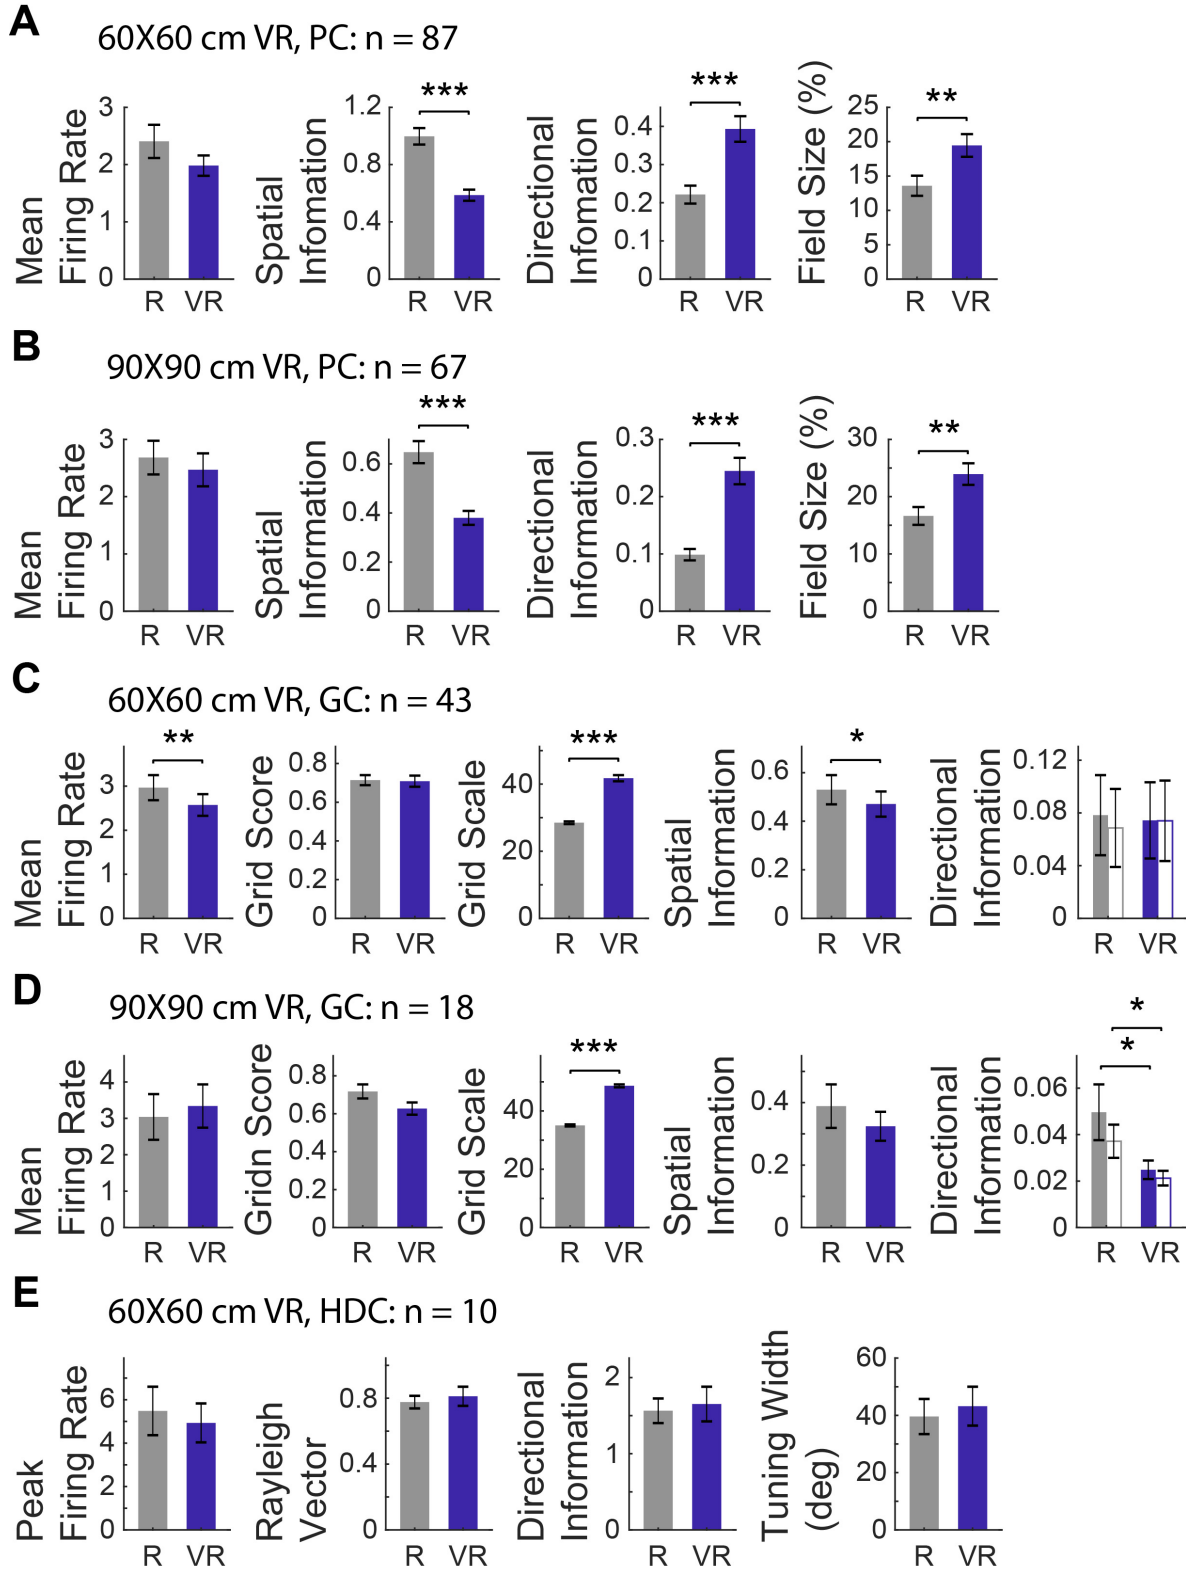 A
60X60 cm VR, PC: n = 87
Mean
Firing Rate
3
2
1
0
R VR
Spatial
Infomation
1.2
0.8
0.4
0
***
R VR
Directional
Infomation
0.4
0.3
0.2
0.1
0
***
R VR
Field Size (%)
25
20
15
10
5
0
**
R VR
B
90X90 cm VR, PC: n = 67
Mean
Firing Rate
3
2
1
0
R VR
Spatial
Information
0.6
0.4
0.2
0
***
R VR
Directional
Information
0.3
0.2
0.1
0
***
R VR
Field Size (%)
30
20
10
0
**
R VR
C
60X60 cm VR, GC: n = 43
Mean
Firing Rate
3
2
1
0
**
R VR
Grid Score
0.8
0.6
0.4
0.2
0
R VR
Grid Scale
40
20
0
***
R VR
Spatial
Information
0.6
0.4
0.2
0
*
R VR
Directional
Information
0.12
0.08
0.04
0
R VR
D
90X90 cm VR, GC: n = 18
Mean
Firing Rate
4
3
2
1
0
R VR
Gridn Score
0.8
0.6
0.4
0.2
0
R VR
Grid Scale
40
20
0
***
R VR
Spatial
Information
0.4
0.2
0
R VR
Directional
Information
0.06
0.04
0.02
0
*
*
R VR
E
60X60 cm VR, HDC: n = 10
Peak
Firing Rate
6
4
2
0
R VR
Rayleigh
Vector
0.8
0.4
0
R VR
Directional
Information
2
1
0
R VR
Tuning Width
(deg)
60
40
20
0
R VR